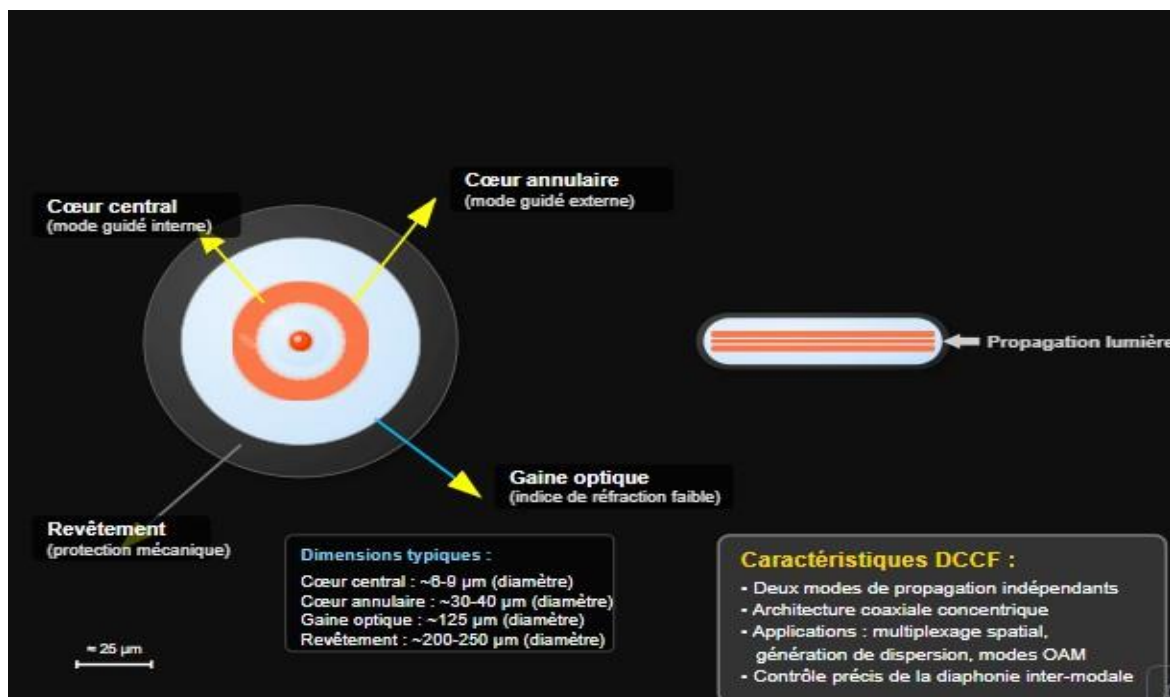 Cœur annulaire
(mode guidé externe)
Cœur central
(mode guidé interne)
Propagation lumière
Gaine optique
(indice de réfraction faible)
Revêtement
(protection mécanique)
Dimensions typiques :
Cœur central : ~6-9 µm (diamètre)
Cœur annulaire : ~30-40 µm (diamètre)
Gaine optique : ~125 µm (diamètre)
Revêtement : ~200-250 µm (diamètre)
Caractéristiques DCCF :
- Deux modes de propagation indépendants
- Architecture coaxiale concentrique
- Applications : multiplexage spatial,
génération de dispersion, modes OAM
- Contrôle précis de la diaphonie inter-modale
≈ 25 µm